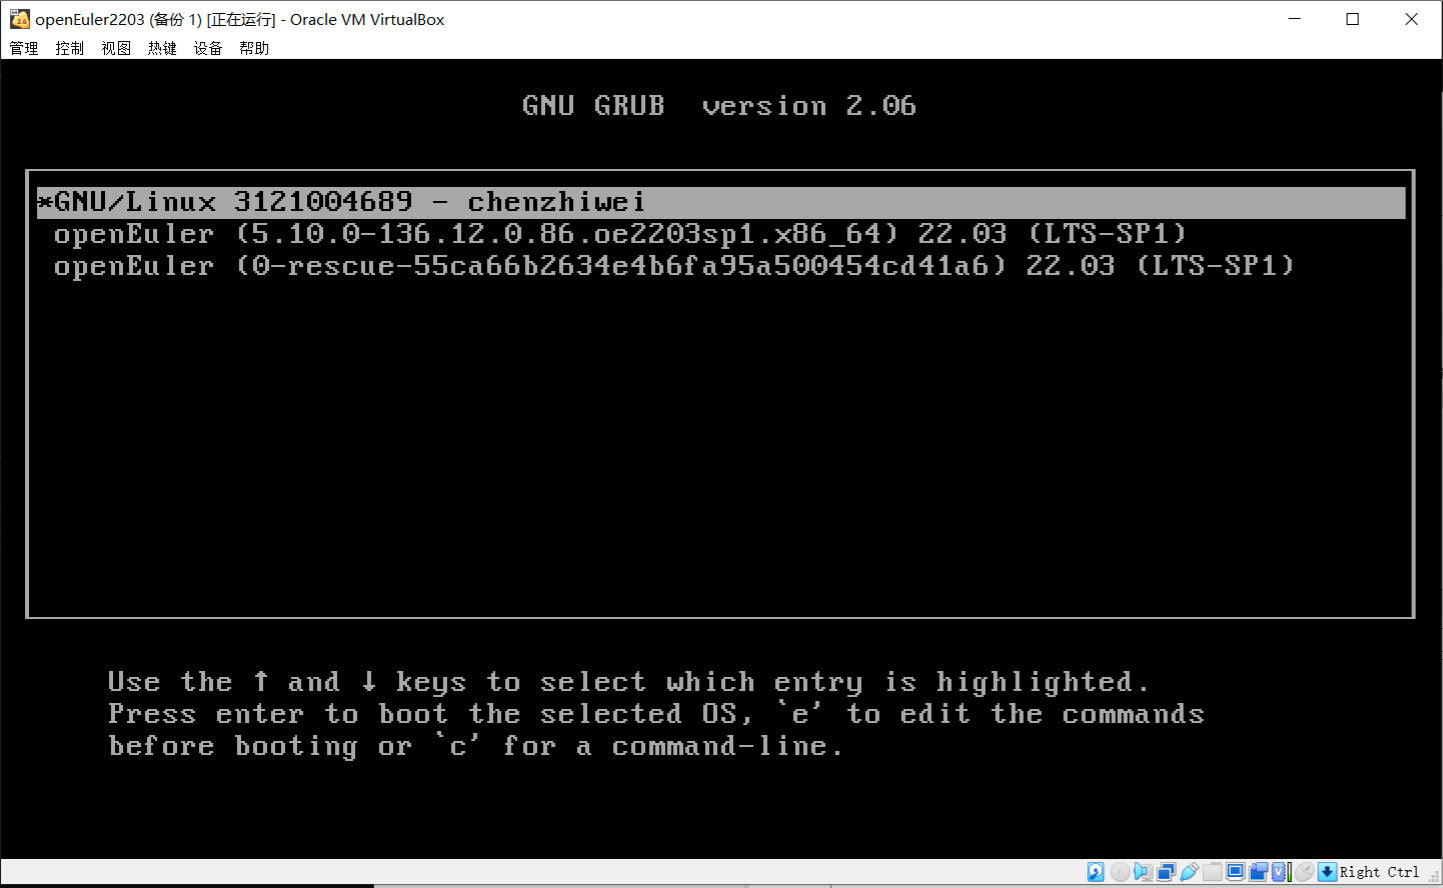 openEuler2203 (备份 1) [正在运行] - Oracle VM VirtualBox
管理 控制 视图 热键 设备 帮助
GNU GRUB  version 2.06
*GNU/Linux 3121004689 - chenzhiwei
openEuler (5.10.0-136.12.0.86.oe2203sp1.x86_64) 22.03 (LTS-SP1)
openEuler (0-rescue-55ca66b2634e4b6fa95a500454cd41a6) 22.03 (LTS-SP1)
Use the ↑ and ↓ keys to select which entry is highlighted.
Press enter to boot the selected OS, `e' to edit the commands
before booting or `c' for a command-line.
Right Ctrl